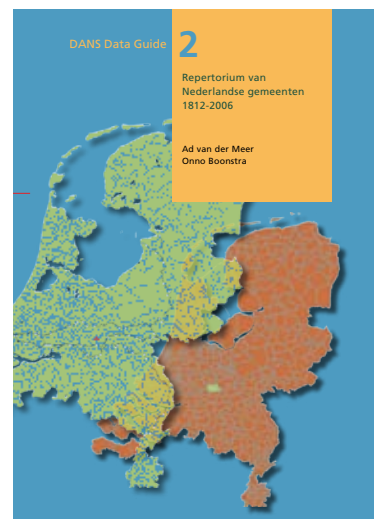 DANS Data Guide 2
Repertorium van
Nederlandse gemeenten
1812-2006
Ad van der Meer
Onno Boonstra